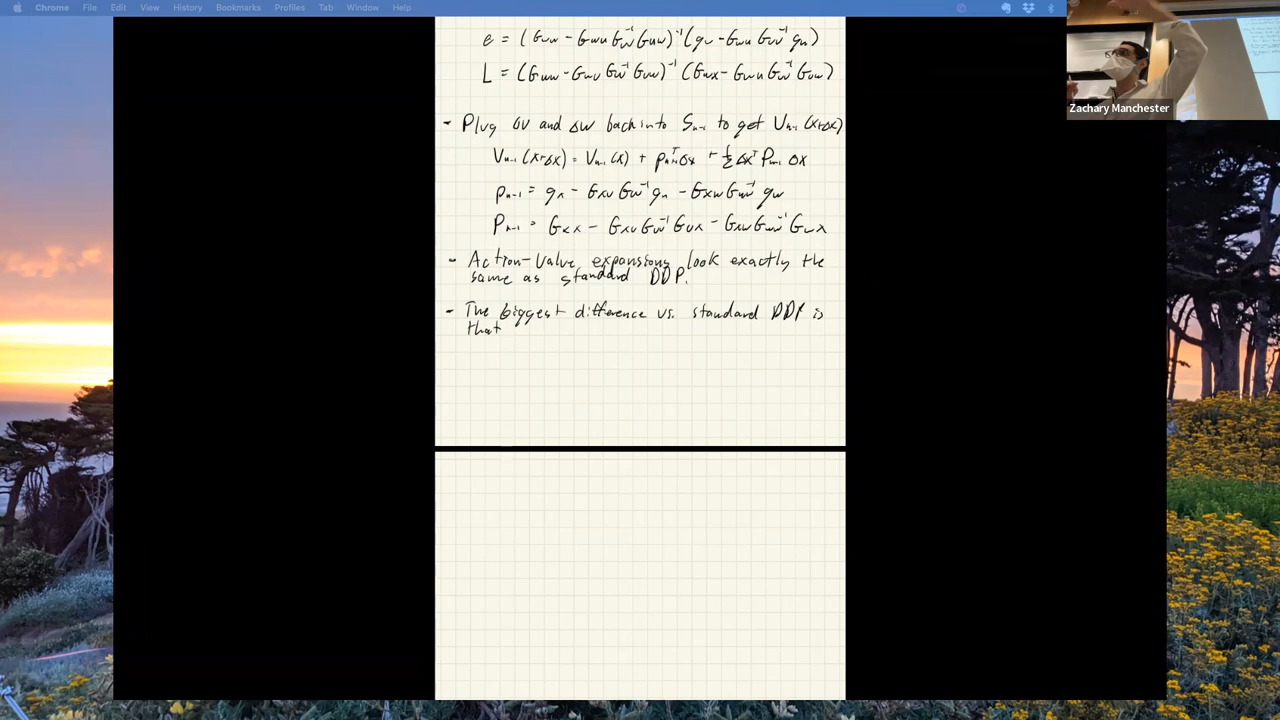 Chrome File Edit View History Bookmarks Profiles Tab Window Help
e = (Guu - Gwu Guu⁻¹ Guw)⁻¹ (gw - Gwu Guu⁻¹ gu)
L = (Gww - Gwu Guu⁻¹ Guw)⁻¹ (Gwx - Gwu Guu⁻¹ Gux)
Zachary Manchester
- Plug ΔU and ΔW back into Sₙ₋₁ to get Vₙ₋₁(x+Δx)
Vₙ₋₁(x+Δx) = Vₙ₋₁(x) + pₙ₋₁ᵀΔx + ½ Δxᵀ Pₙ₋₁ Δx
pₙ₋₁ = gx - Gxu Guu⁻¹ gu - Gxw Gww⁻¹ gw
Pₙ₋₁ = Gxx - Gxu Guu⁻¹ Gux - Gxw Gww⁻¹ Gwx
- Action-value expansions look exactly the
same as standard DDP.
- The biggest difference vs. standard DDP is
that